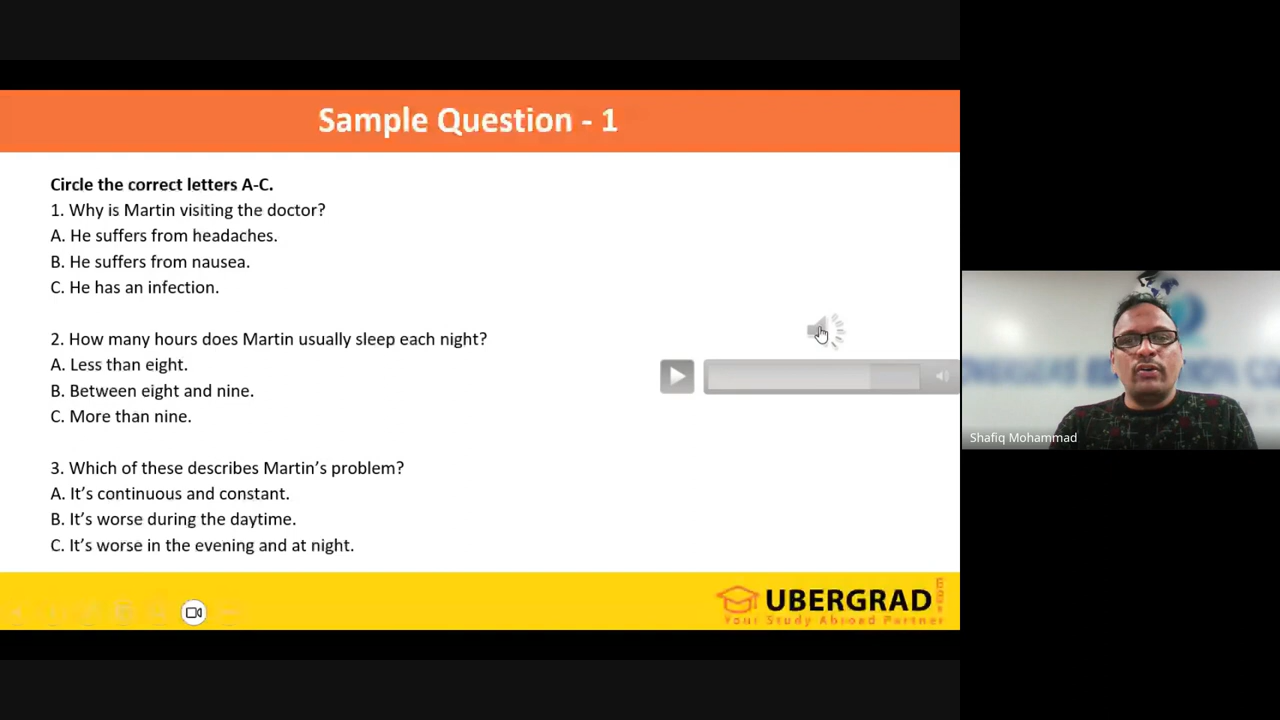 Sample Question - 1
Circle the correct letters A-C.
1. Why is Martin visiting the doctor?
A. He suffers from headaches.
B. He suffers from nausea.
C. He has an infection.
2. How many hours does Martin usually sleep each night?
A. Less than eight.
B. Between eight and nine.
C. More than nine.
3. Which of these describes Martin’s problem?
A. It’s continuous and constant.
B. It’s worse during the daytime.
C. It’s worse in the evening and at night.
UBERGRAD
Your Study Abroad Partner
Shafiq Mohammad